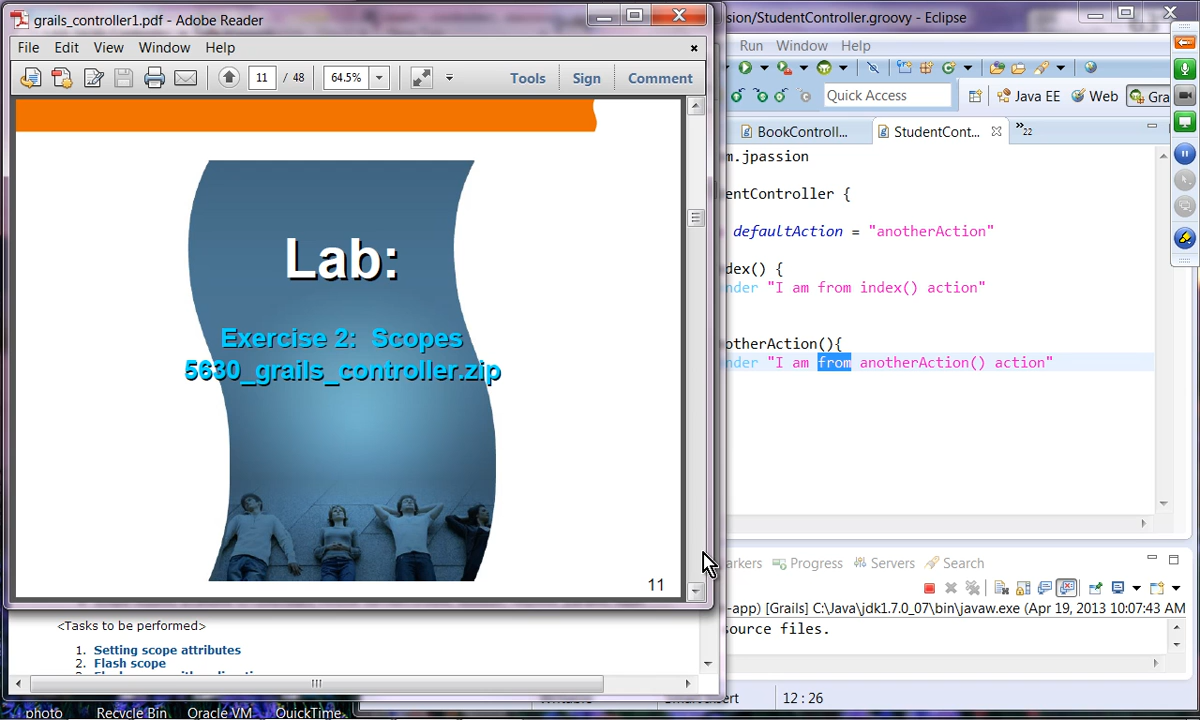 grails_controller1.pdf - Adobe Reader
File Edit View Window Help
11 / 48 64.5% Tools Sign Comment
Lab:
Exercise 2: Scopes
5630_grails_controller.zip
11
<Tasks to be performed>
1. Setting scope attributes
2. Flash scope
photo Recycle Bin Oracle VM QuickTime
sion/StudentController.groovy - Eclipse
Run Window Help
Quick Access Java EE Web Gra
BookControll... StudentCont... »22
m.jpassion
entController {
defaultAction = "anotherAction"
dex() {
nder "I am from index() action"
otherAction(){
nder "I am from anotherAction() action"
arkers Progress Servers Search
-app) [Grails] C:\Java\jdk1.7.0_07\bin\javaw.exe (Apr 19, 2013 10:07:43 AM
ource files.
12 : 26